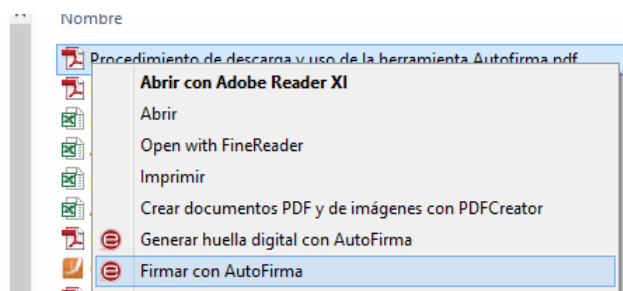 Nombre
Procedimiento de descarga y uso de la herramienta Autofirma.pdf
Abrir con Adobe Reader XI
Abrir
Open with FineReader
Imprimir
Crear documentos PDF y de imágenes con PDFCreator
Generar huella digital con AutoFirma
Firmar con AutoFirma